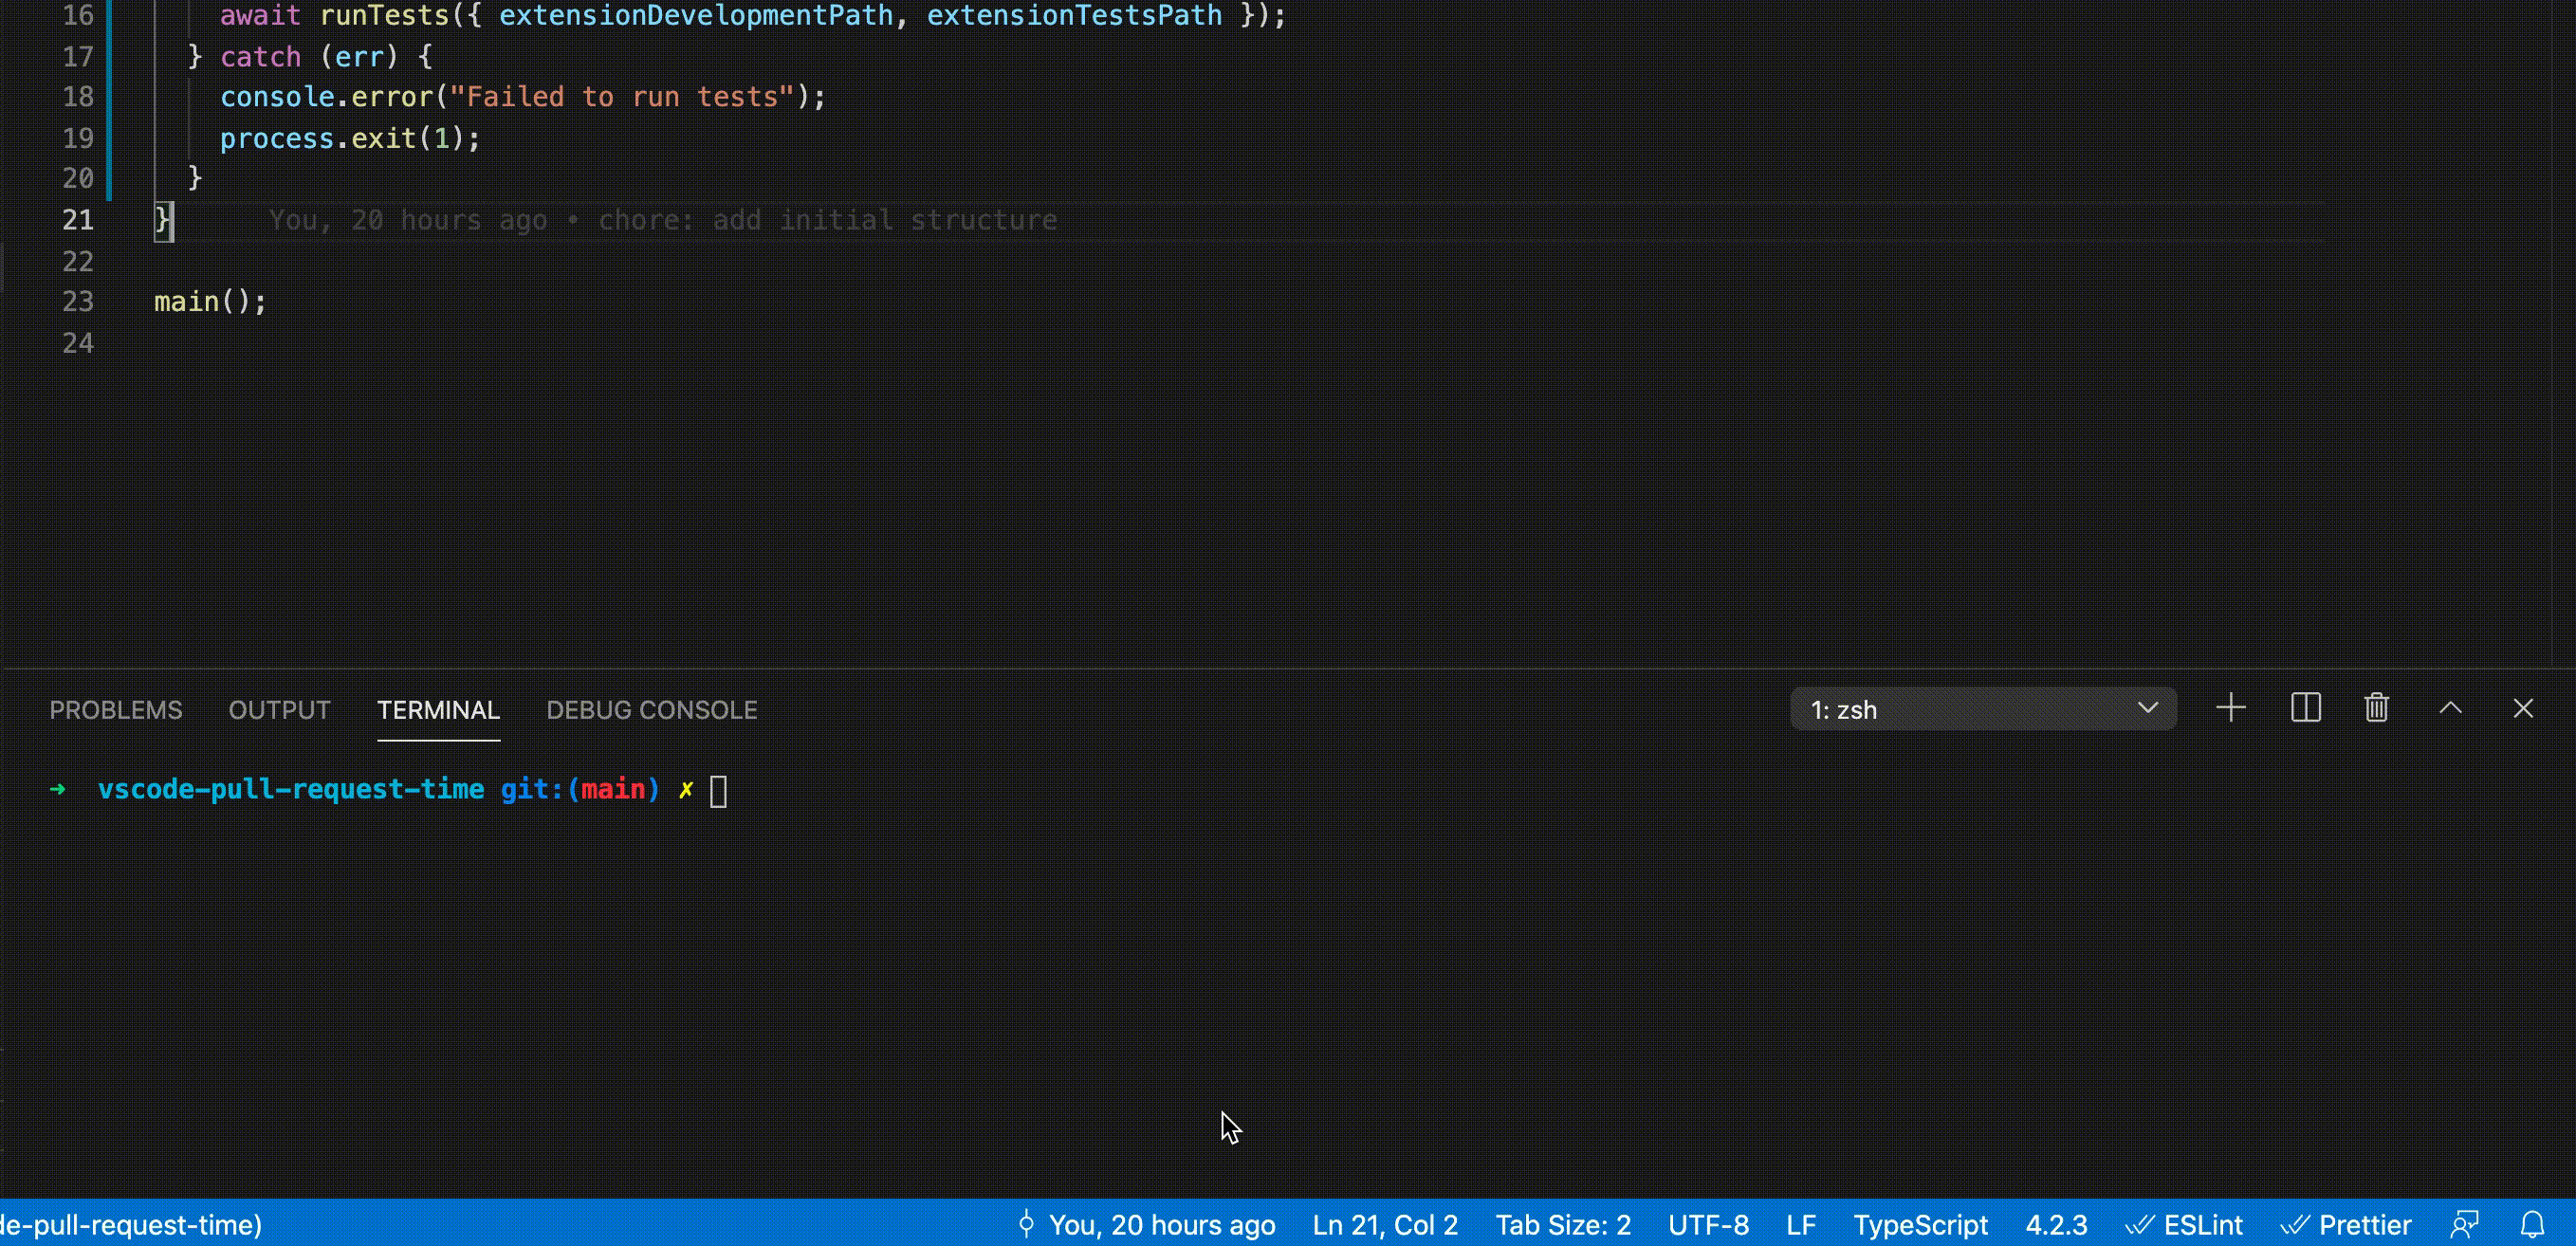 16 await runTests({ extensionDevelopmentPath, extensionTestsPath });
17 } catch (err) {
18 console.error("Failed to run tests");
19 process.exit(1);
20 }
21 } You, 20 hours ago • chore: add initial structure
22
23 main();
24
PROBLEMS OUTPUT TERMINAL DEBUG CONSOLE 1: zsh
➜ vscode-pull-request-time git:(main) ✗
de-pull-request-time) You, 20 hours ago Ln 21, Col 2 Tab Size: 2 UTF-8 LF TypeScript 4.2.3 ESLint Prettier